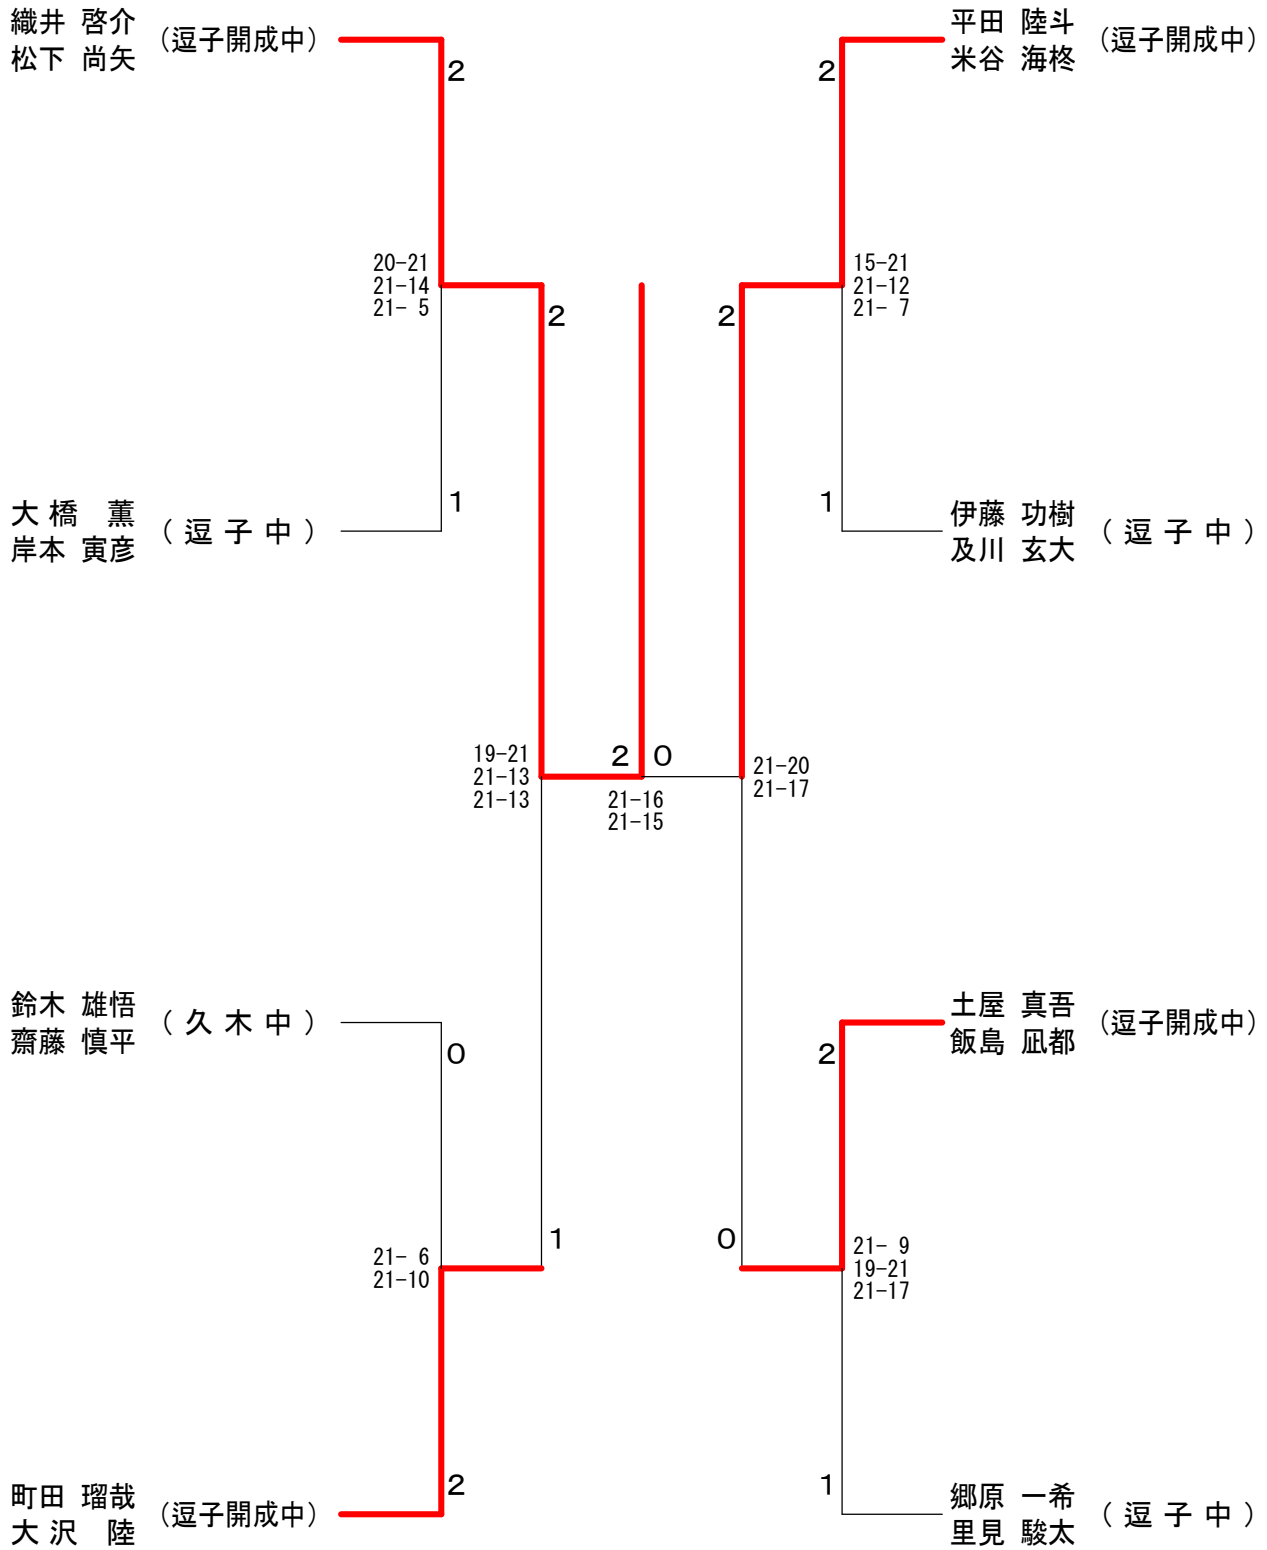 織井 啓介
松下 尚矢
(逗子開成中)
2
20-21
21-14
21- 5
1
大橋 薫
岸本 寅彦
( 逗 子 中 )
2
19-21
21-13
21-13
鈴木 雄悟
齋藤 慎平
( 久 木 中 )
0
21- 6
21-10
1
2
町田 瑠哉
大沢 陸
(逗子開成中)
2 0
21-16
21-15
平田 陸斗
米谷 海柊
(逗子開成中)
2
15-21
21-12
21- 7
2
1
伊藤 功樹
及川 玄大
( 逗 子 中 )
21-20
21-17
土屋 真吾
飯島 凪都
(逗子開成中)
2
0
21- 9
19-21
21-17
1
郷原 一希
里見 駿太
( 逗 子 中 )